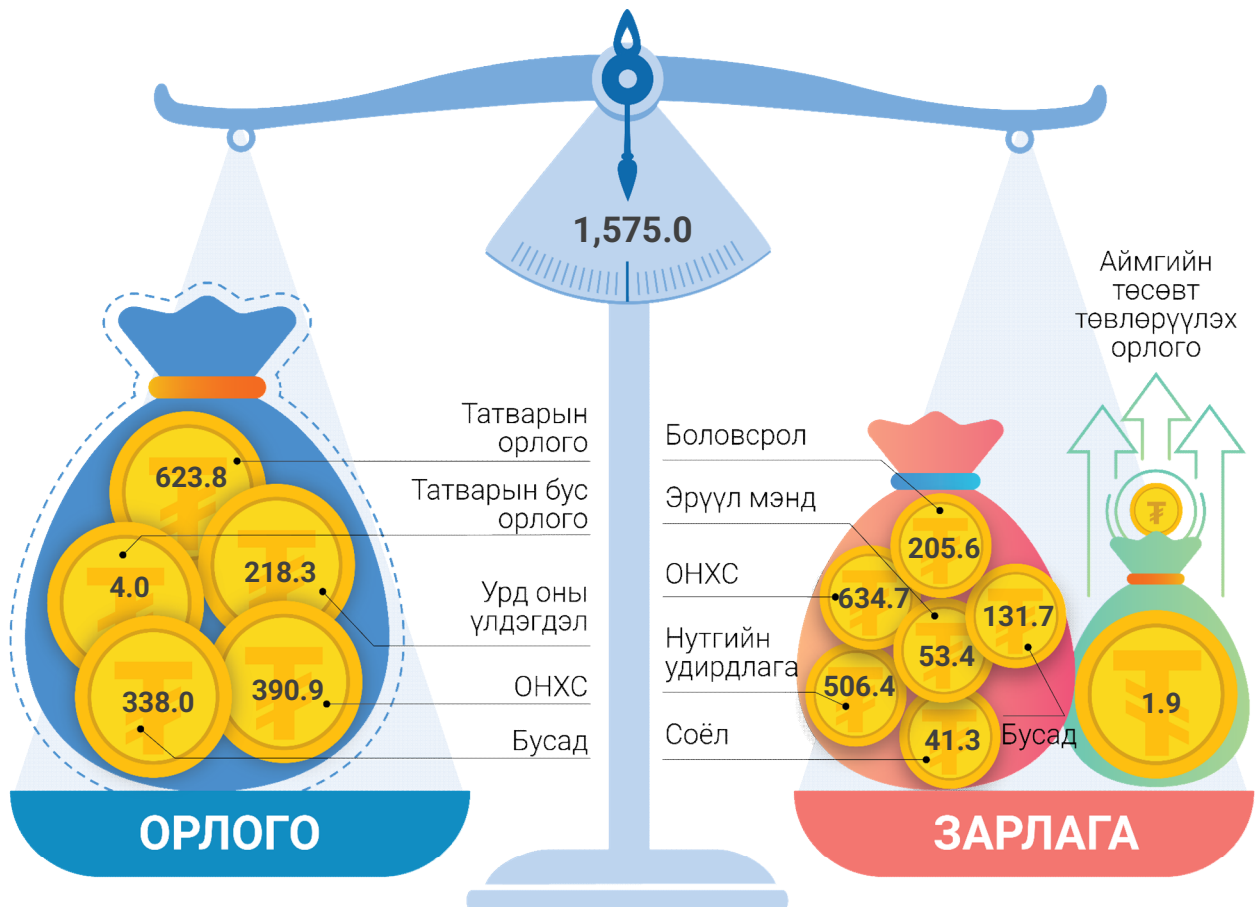 1,575.0
Аймгийн
төсөвт
төвлөрүүлэх
орлого
Татварын
орлого
623.8
Татварын бус
орлого
4.0
218.3
Урд оны
үлдэгдэл
338.0
390.9
ОНХС
Бусад
Боловсрол
Эрүүл мэнд
205.6
ОНХС
634.7
131.7
Нутгийн
удирдлага
53.4
506.4
1.9
Соёл
41.3
Бусад
ОРЛОГО
ЗАРЛАГА